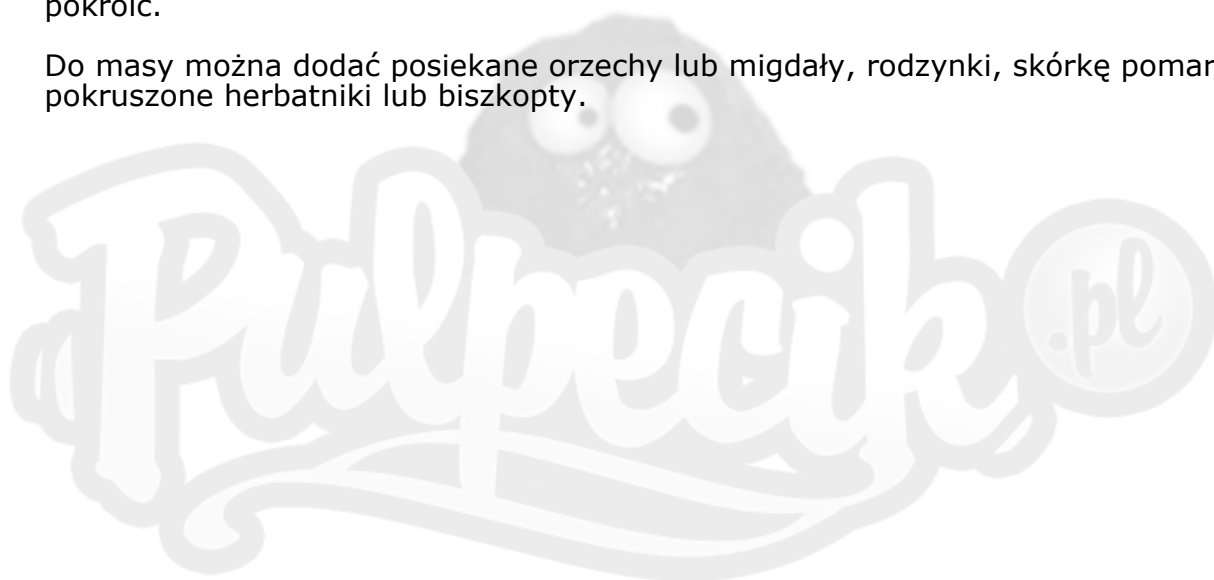 pokroić.
Do masy można dodać posiekane orzechy lub migdały, rodzynki, skórkę pomar
pokruszone herbatniki lub biszkopty.
Pulpecik .pl